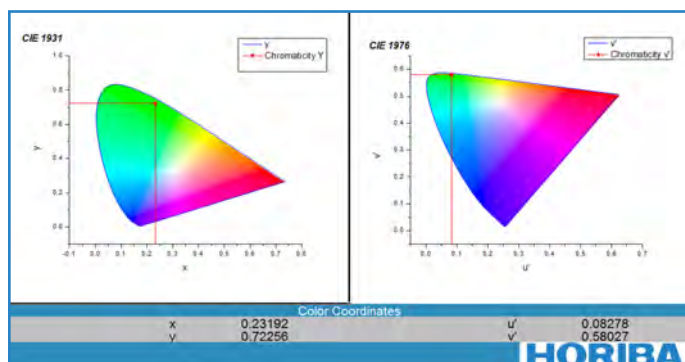 CIE 1931
y
Chromaticity Y
1.0
0.8
0.6
0.4
0.2
0.0
y
-0.1 0.0 0.1 0.2 0.3 0.4 0.5 0.6 0.7 0.8
x
CIE 1976
v'
Chromaticity v'
0.6
0.5
0.4
0.3
0.2
0.1
0.0
v'
0.0 0.1 0.2 0.3 0.4 0.5 0.6 0.7
u'
Color Coordinates
x 0.23192 u' 0.08278
y 0.72256 v' 0.58027
HORIBA